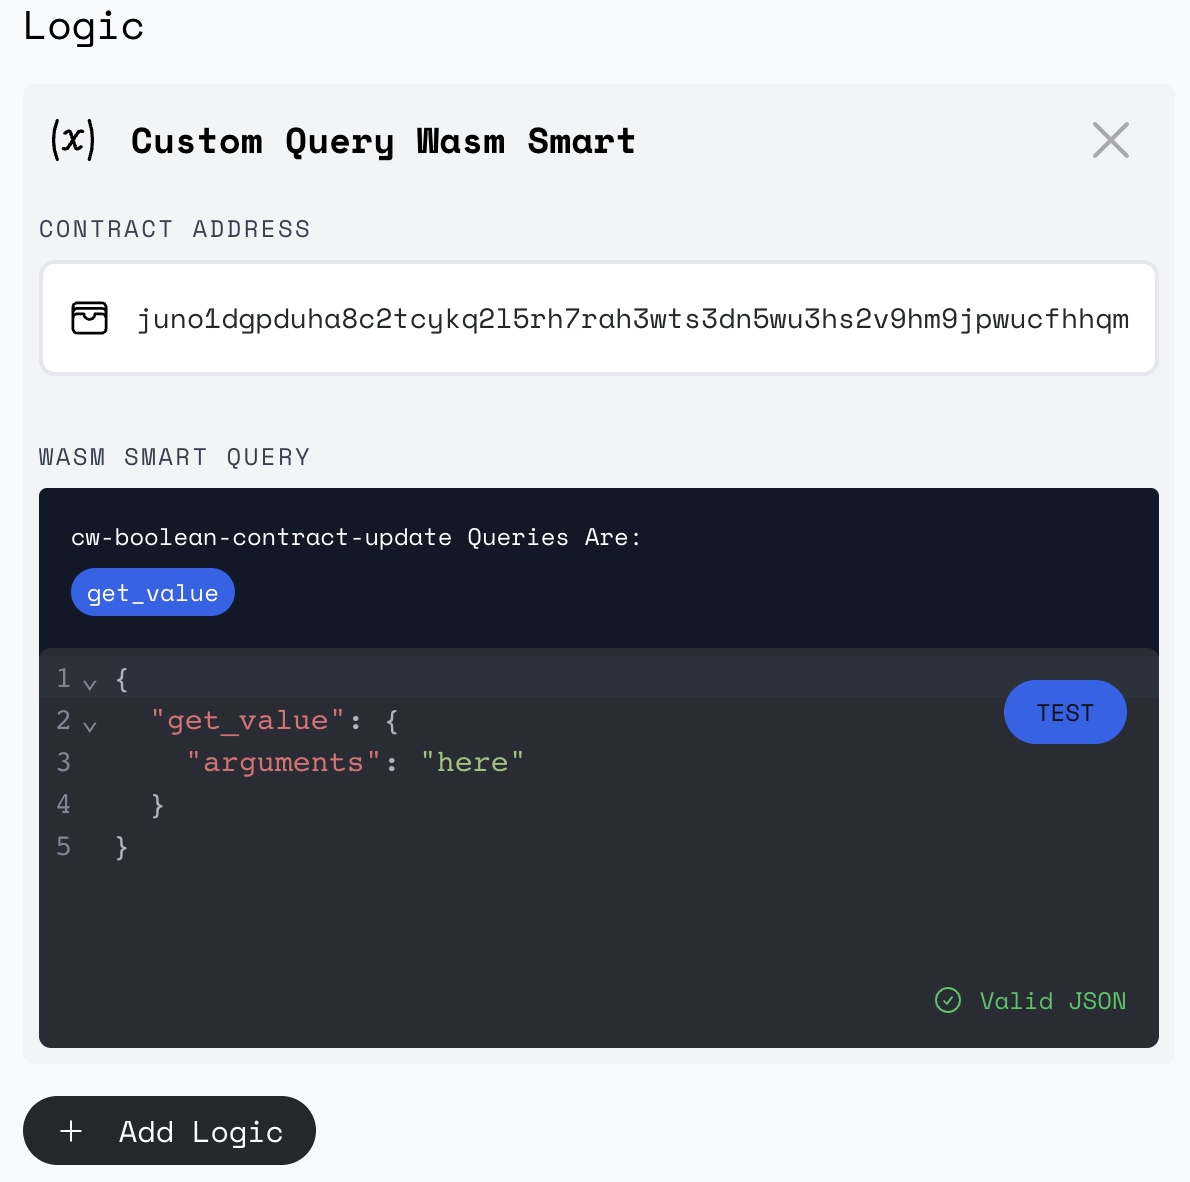 Logic
(x) Custom Query Wasm Smart
CONTRACT ADDRESS
juno1dgpduha8c2tcykq2l5rh7rah3wts3dn5wu3hs2v9hm9jpwucfhhqm
WASM SMART QUERY
cw-boolean-contract-update Queries Are:
get_value
1 {
2 "get_value": {
TEST
3 "arguments": "here"
4 }
5 }
Valid JSON
+ Add Logic